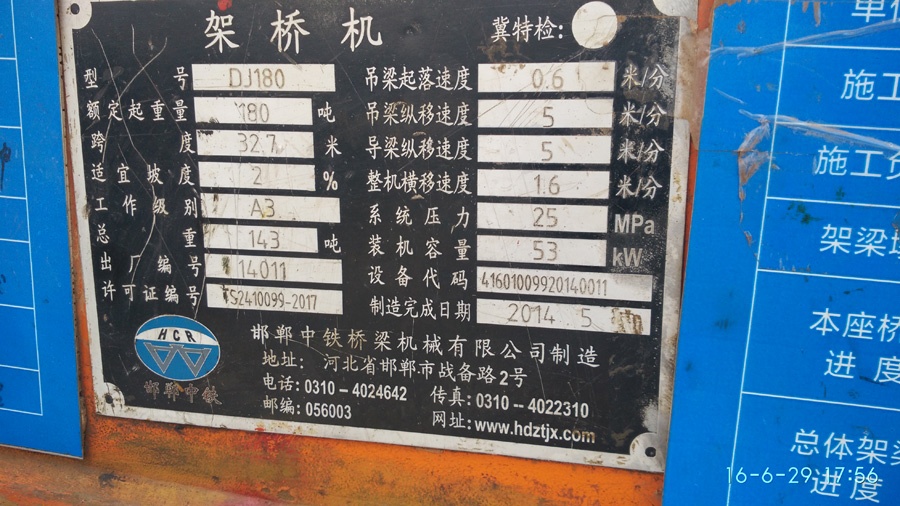 架桥机 冀特检:
型号 DJ180 吊梁起落速度 0.6 米/分
额定起重量 180 吨 吊梁纵移速度 5 米/分
跨度 32.7 米 导梁纵移速度 5 米/分
适宜坡度 2 % 整机横移速度 1.6 米/分
工作级别 A3 系统压力 25 MPa
总重 143 吨 装机容量 53 kW
出厂编号 14011 设备代码 41601009920140011
许可证编号 TS2410099-2017 制造完成日期 2014 5
HCR
邯郸中铁
邯郸中铁桥梁机械有限公司制造
地址: 河北省邯郸市战备路2号
电话:0310–4024642 传真:0310--4022310
邮编:056003 网址:www.hdztjx.com
施工
架梁
本座桥
进度
总体架梁
进度
16-6-29 17:56